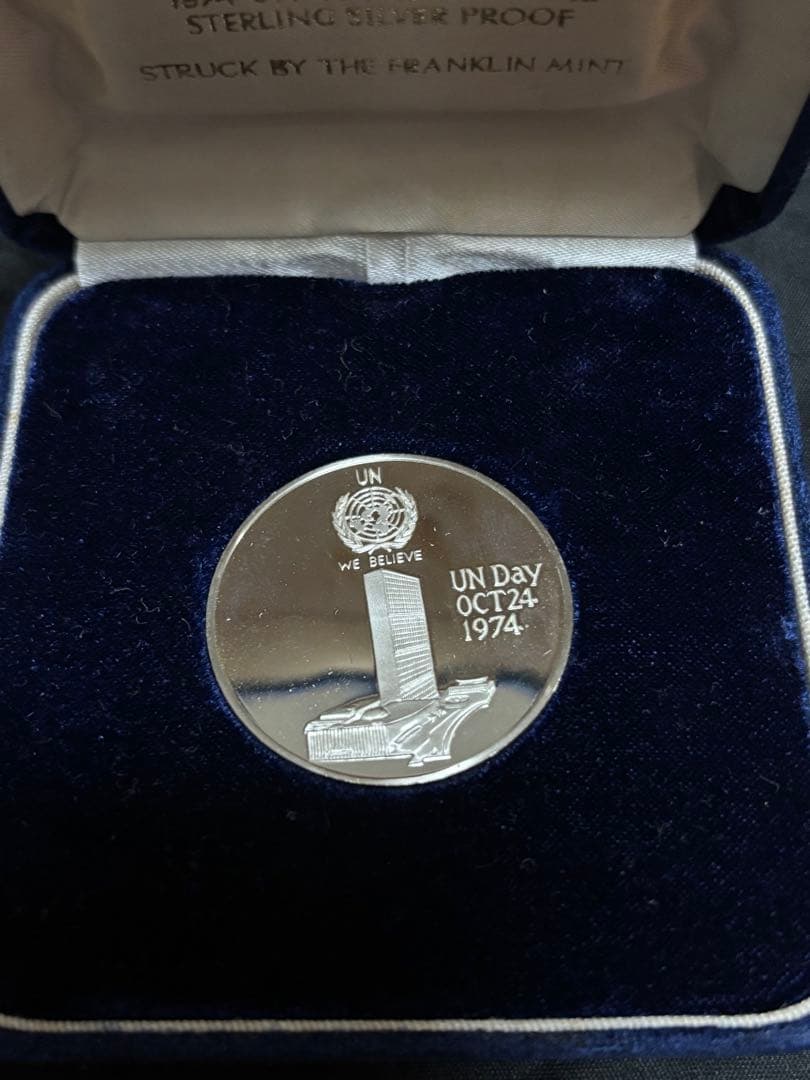 STERLING SILVER PROOF
STRUCK BY THE FRANKLIN MINT
UN
WE BELIEVE
UN Day
OCT 24
1974